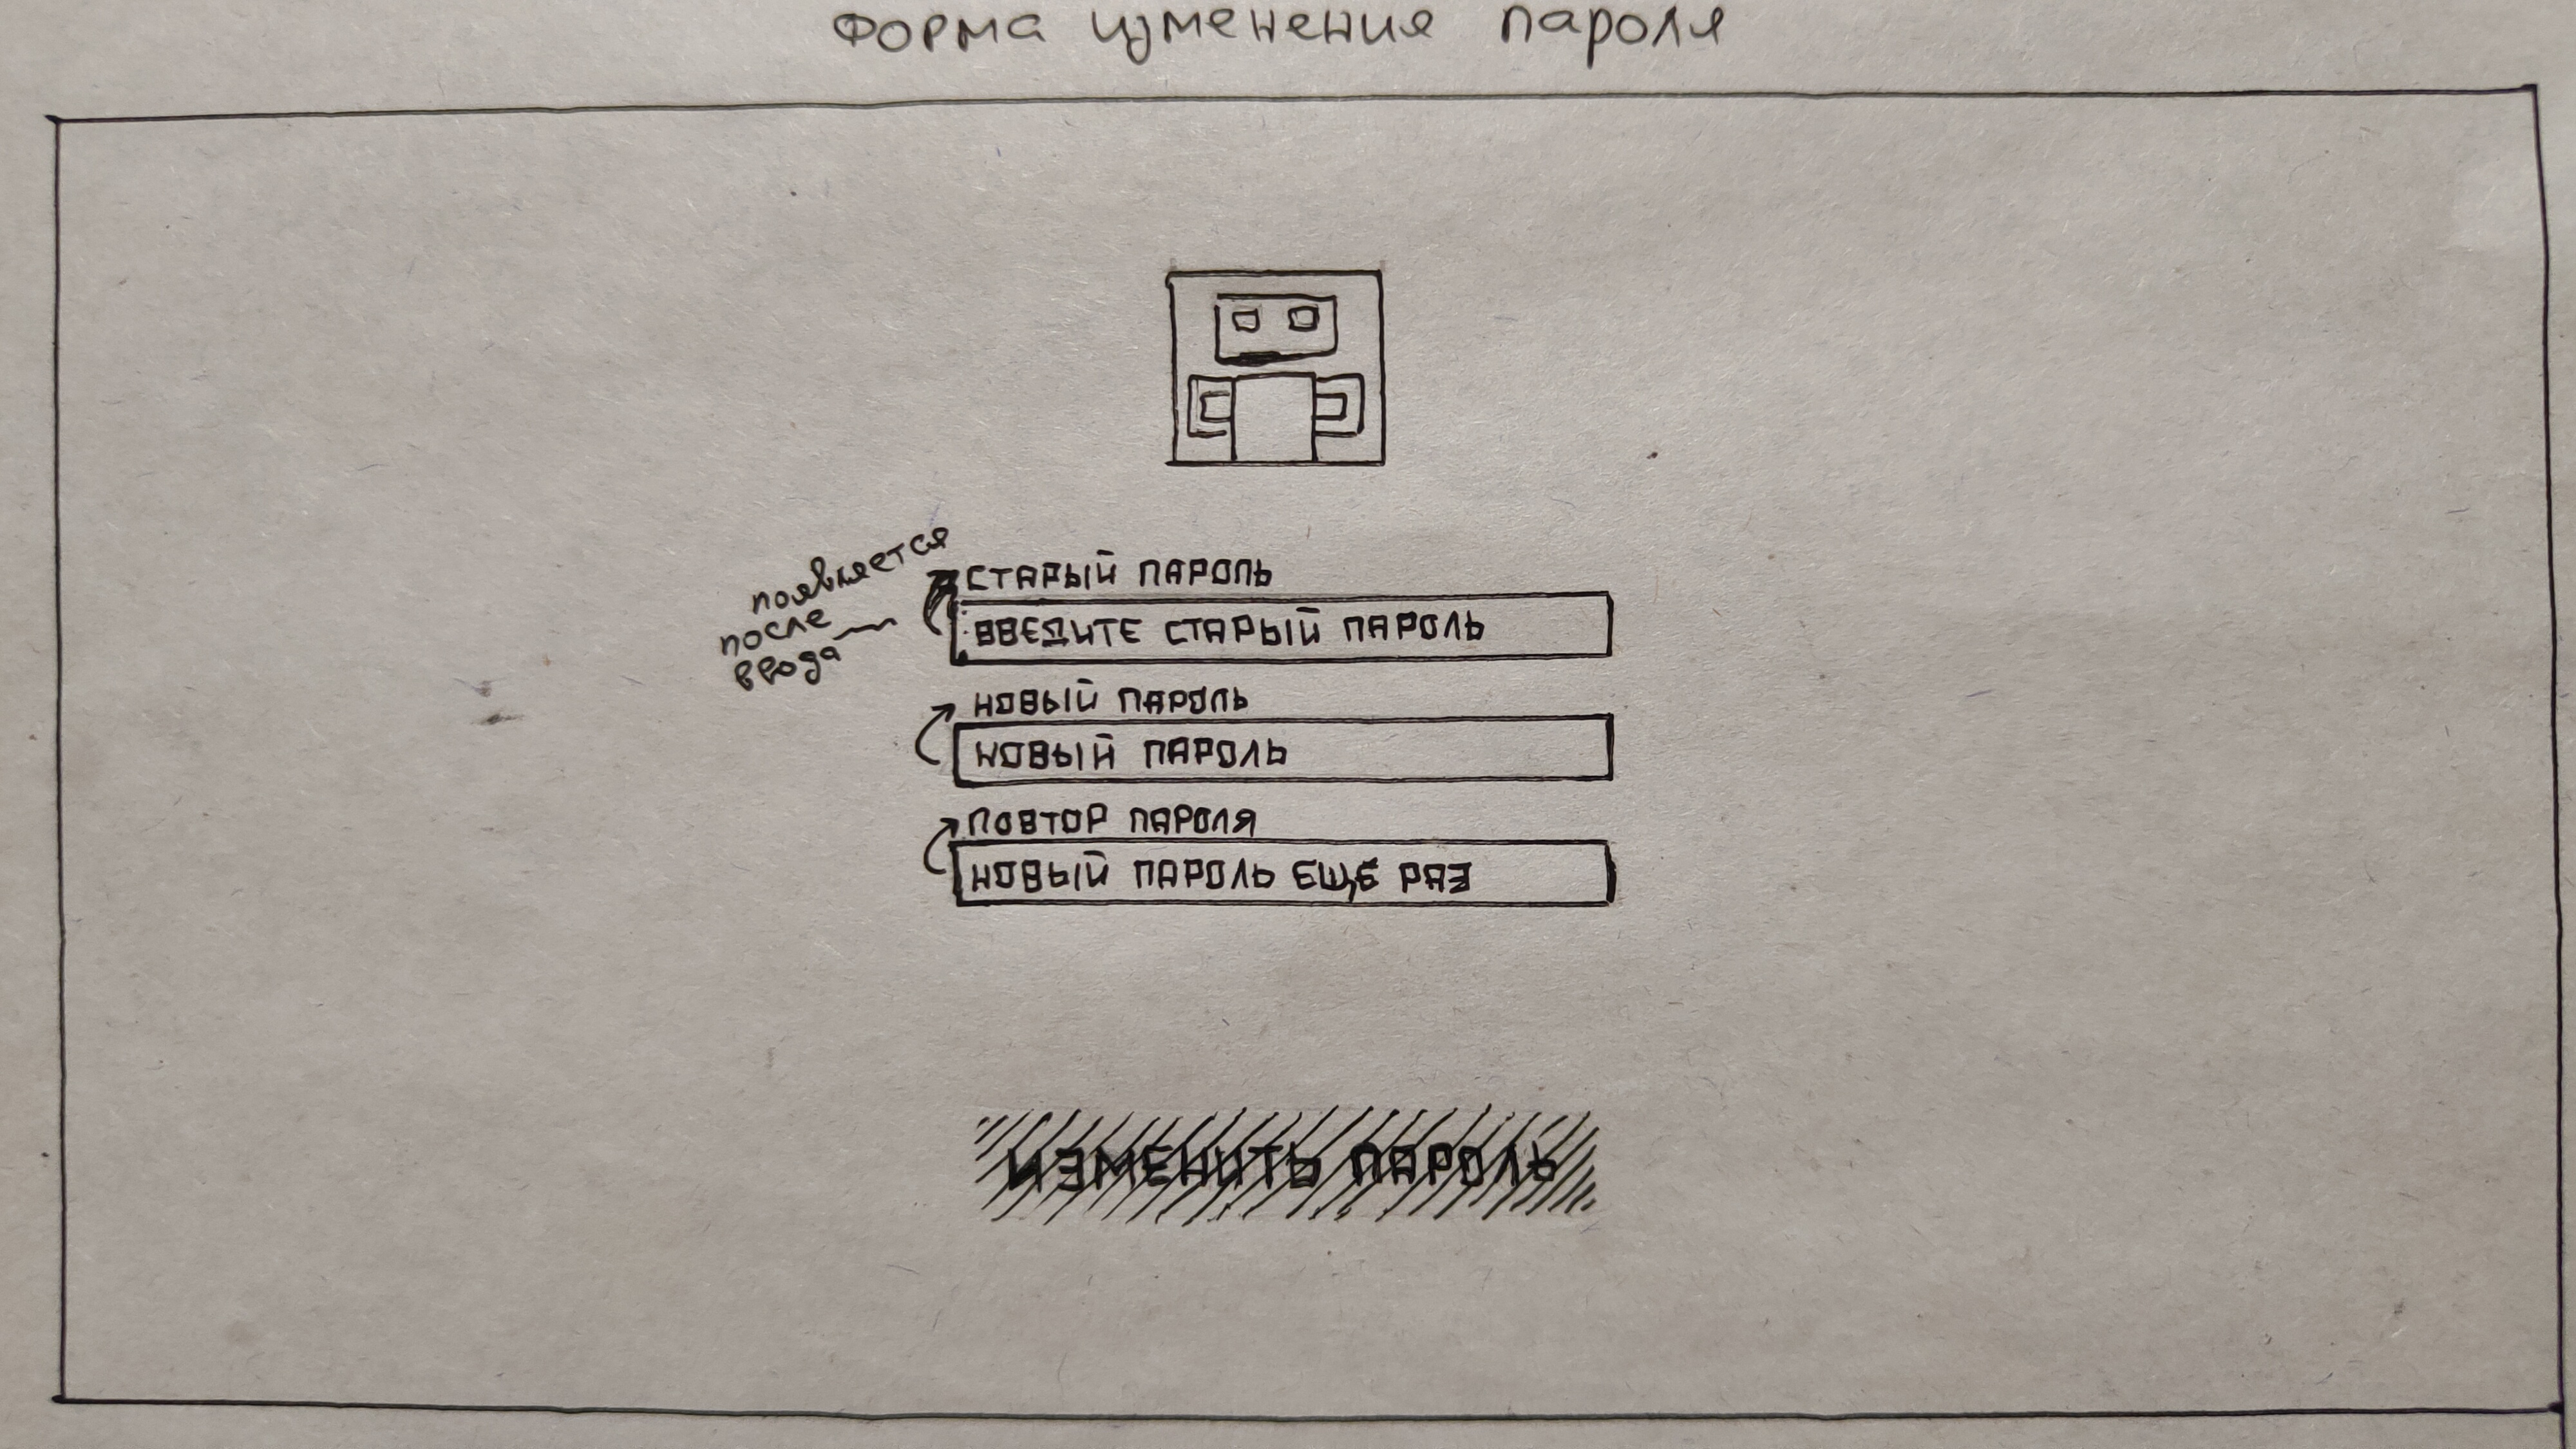 Форма изменения пароля
появляется
после
ввода
СТАРЫЙ ПАРОЛЬ
ВВЕДИТЕ СТАРЫЙ ПАРОЛЬ
НОВЫЙ ПАРОЛЬ
НОВЫЙ ПАРОЛЬ
ПОВТОР ПАРОЛЯ
НОВЫЙ ПАРОЛЬ ЕЩЁ РАЗ
ИЗМЕНИТЬ ПАРОЛЬ